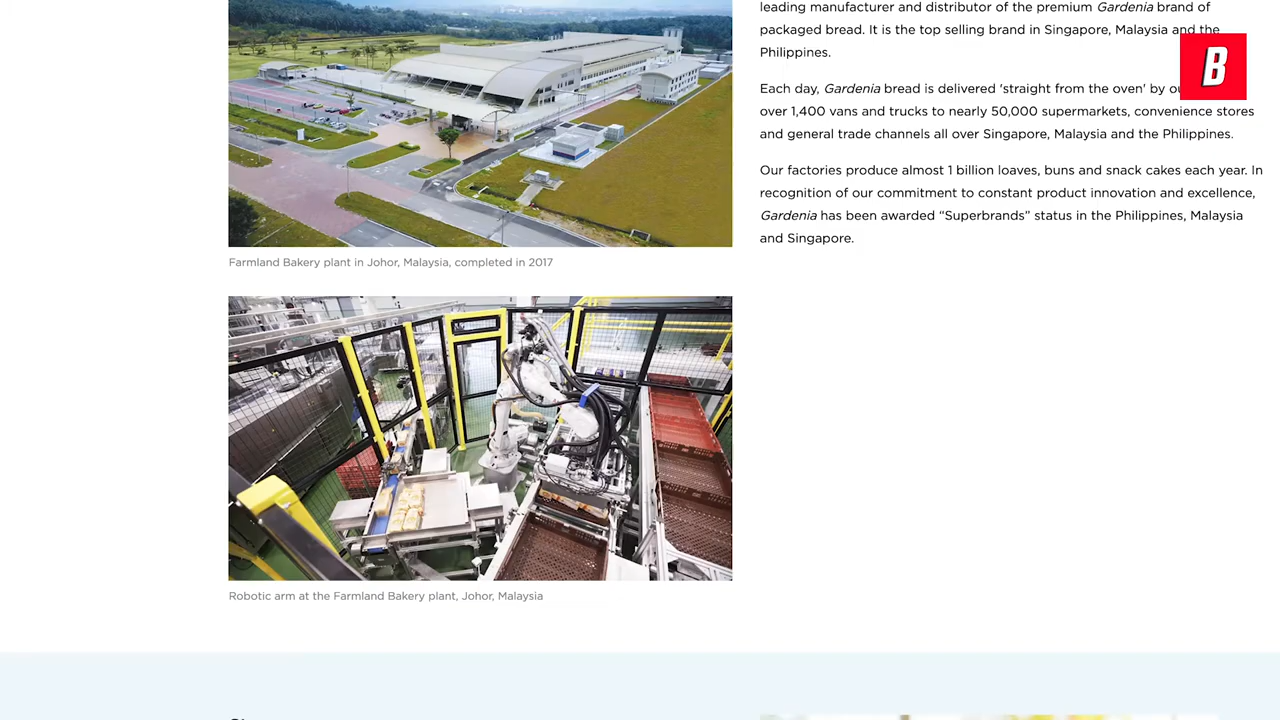 leading manufacturer and distributor of the premium Gardenia brand of
packaged bread. It is the top selling brand in Singapore, Malaysia and the
Philippines.
B
Each day, Gardenia bread is delivered 'straight from the oven' by
over 1,400 vans and trucks to nearly 50,000 supermarkets, convenience stores
and general trade channels all over Singapore, Malaysia and the Philippines.
Our factories produce almost 1 billion loaves, buns and snack cakes each year. In
recognition of our commitment to constant product innovation and excellence,
Gardenia has been awarded “Superbrands” status in the Philippines, Malaysia
and Singapore.
Farmland Bakery plant in Johor, Malaysia, completed in 2017
Robotic arm at the Farmland Bakery plant, Johor, Malaysia